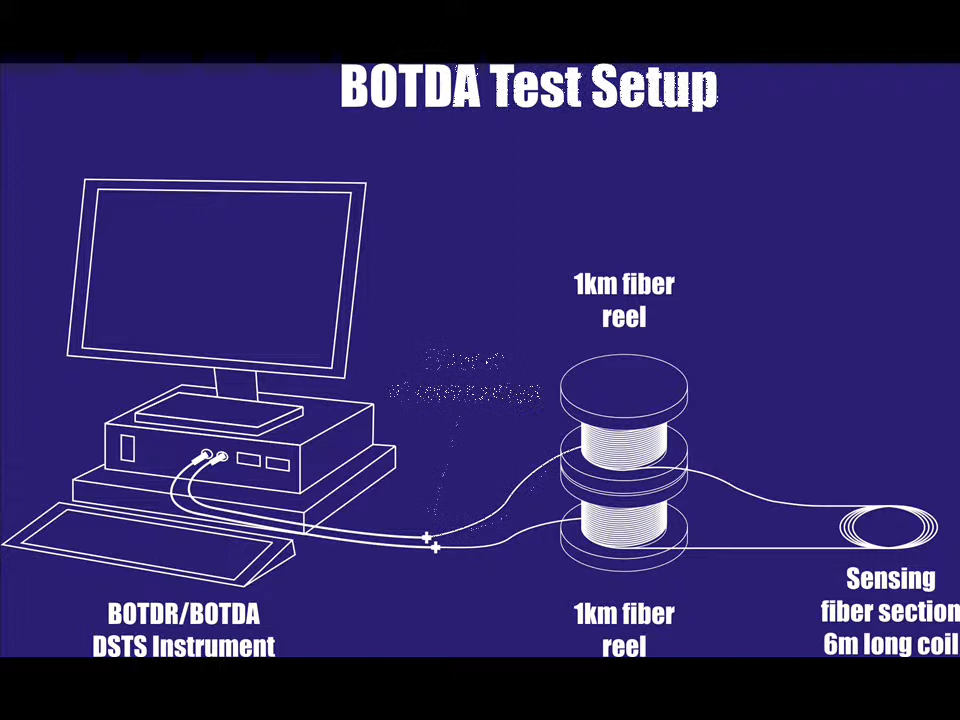 BOTDA Test Setup
1km fiber
reel
BOTDR/BOTDA
DSTS Instrument
1km fiber
reel
Sensing
fiber section
6m long coil